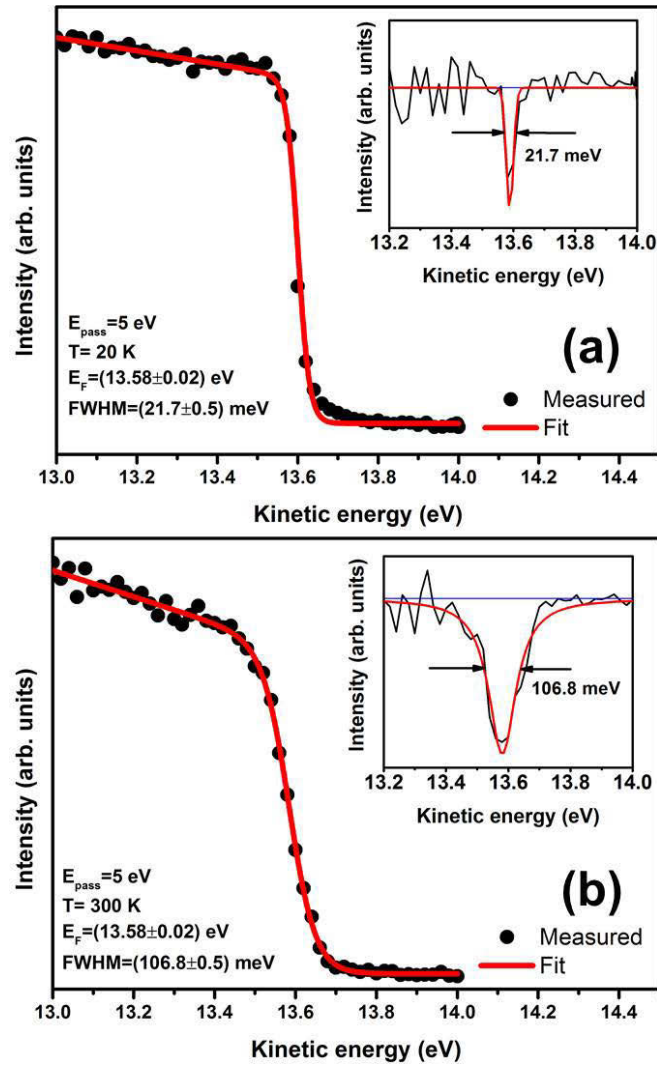 Intensity (arb. units)
E_pass=5 eV
T= 20 K
E_F=(13.58±0.02) eV
FWHM=(21.7±0.5) meV
13.0 13.2 13.4 13.6 13.8 14.0 14.2 14.4
Kinetic energy (eV)
Intensity (arb. units)
21.7 meV
13.2 13.4 13.6 13.8 14.0
Kinetic energy (eV)
(a)
Measured
Fit
Intensity (arb. units)
E_pass=5 eV
T= 300 K
E_F=(13.58±0.02) eV
FWHM=(106.8±0.5) meV
13.0 13.2 13.4 13.6 13.8 14.0 14.2 14.4
Kinetic energy (eV)
Intensity (arb. units)
106.8 meV
13.2 13.4 13.6 13.8 14.0
Kinetic energy (eV)
(b)
Measured
Fit